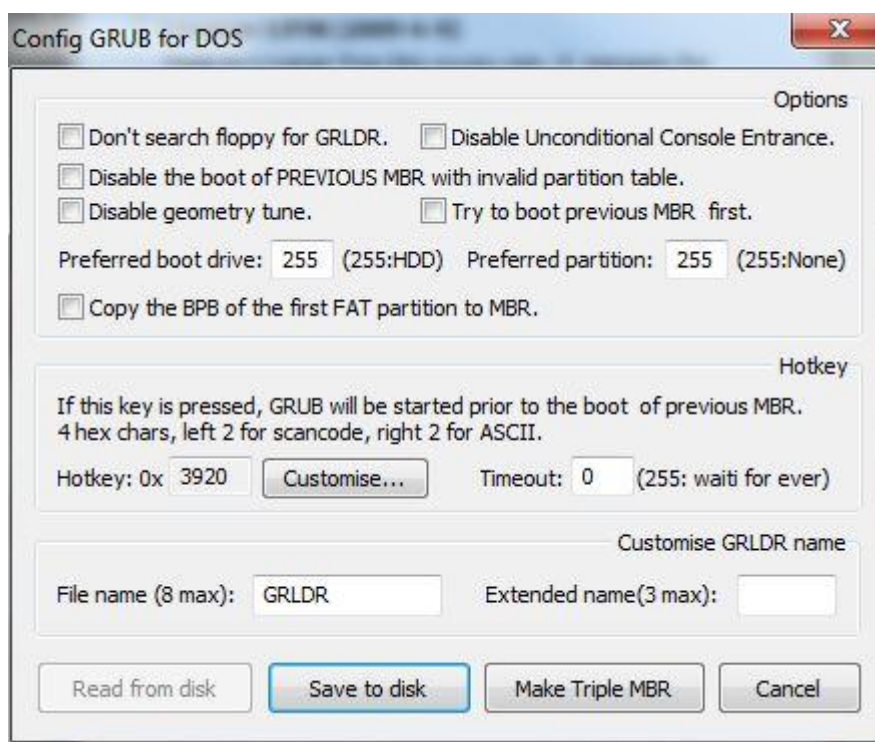 Config GRUB for DOS
Options
Don't search floppy for GRLDR. Disable Unconditional Console Entrance.
Disable the boot of PREVIOUS MBR with invalid partition table.
Disable geometry tune. Try to boot previous MBR first.
Preferred boot drive: 255 (255:HDD) Preferred partition: 255 (255:None)
Copy the BPB of the first FAT partition to MBR.
Hotkey
If this key is pressed, GRUB will be started prior to the boot of previous MBR.
4 hex chars, left 2 for scancode, right 2 for ASCII.
Hotkey: 0x 3920 Customise... Timeout: 0 (255: waiti for ever)
Customise GRLDR name
File name (8 max): GRLDR Extended name(3 max):
Read from disk Save to disk Make Triple MBR Cancel